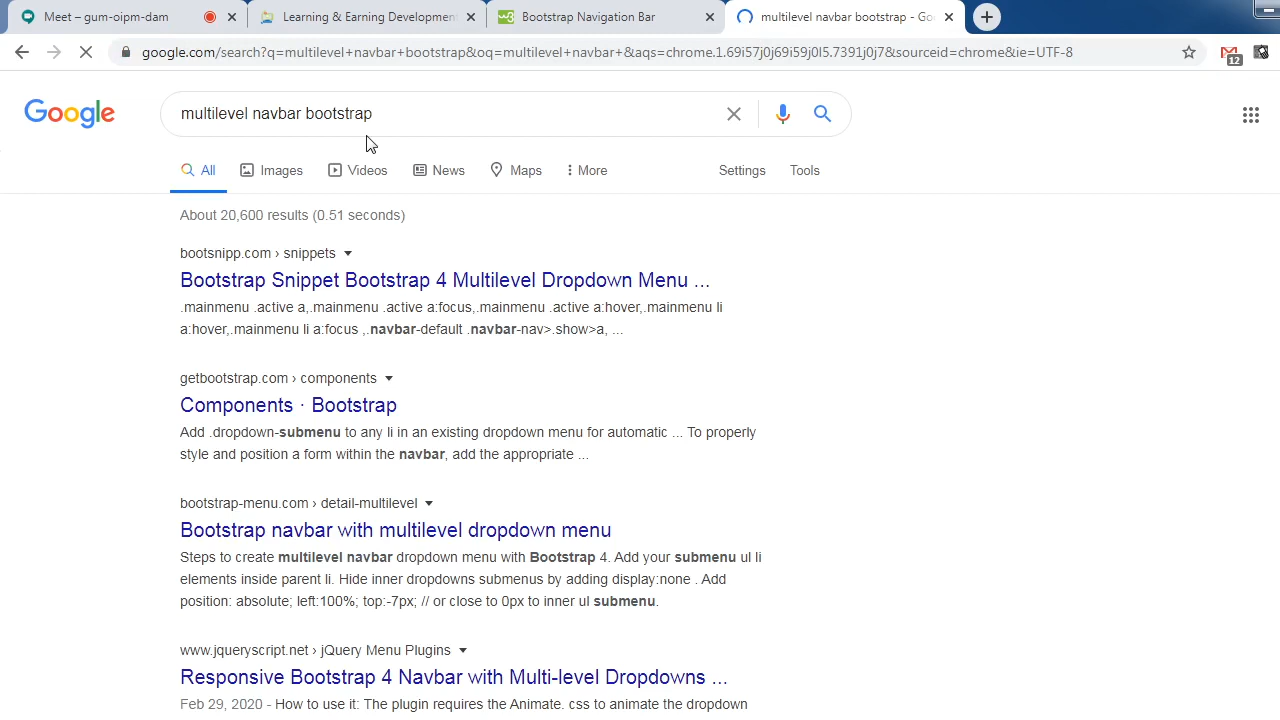 Meet – gum-oipm-dam
Learning & Earning Development
Bootstrap Navigation Bar
multilevel navbar bootstrap - Go
google.com/search?q=multilevel+navbar+bootstrap&oq=multilevel+navbar+&aqs=chrome.1.69i57j0j69i59j0l5.7391j0j7&sourceid=chrome&ie=UTF-8
12
Google
multilevel navbar bootstrap
All Images Videos News Maps More Settings Tools
About 20,600 results (0.51 seconds)
bootsnipp.com › snippets
Bootstrap Snippet Bootstrap 4 Multilevel Dropdown Menu ...
.mainmenu .active a,.mainmenu .active a:focus,.mainmenu .active a:hover,.mainmenu li
a:hover,.mainmenu li a:focus ,.navbar-default .navbar-nav>.show>a, ...
getbootstrap.com › components
Components · Bootstrap
Add .dropdown-submenu to any li in an existing dropdown menu for automatic ... To properly
style and position a form within the navbar, add the appropriate ...
bootstrap-menu.com › detail-multilevel
Bootstrap navbar with multilevel dropdown menu
Steps to create multilevel navbar dropdown menu with Bootstrap 4. Add your submenu ul li
elements inside parent li. Hide inner dropdowns submenus by adding display:none . Add
position: absolute; left:100%; top:-7px; // or close to 0px to inner ul submenu.
www.jqueryscript.net › jQuery Menu Plugins
Responsive Bootstrap 4 Navbar with Multi-level Dropdowns ...
Feb 29, 2020 - How to use it: The plugin requires the Animate. css to animate the dropdown